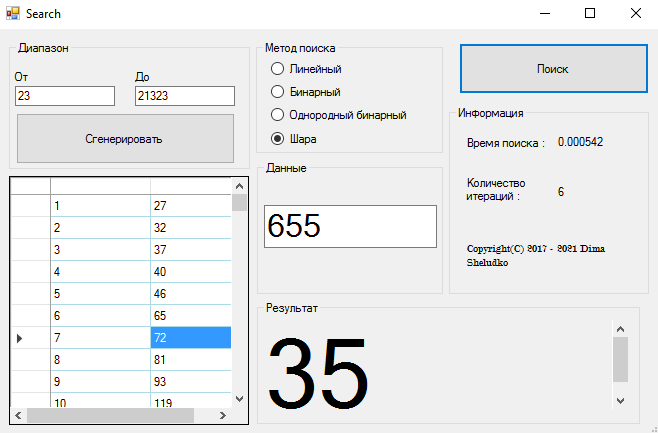 Search
Диапазон
От
До
23
21323
Сгенерировать
1 27
2 32
3 37
4 40
5 46
6 65
7 72
8 81
9 93
10 119
Метод поиска
Линейный
Бинарный
Однородный бинарный
Шара
Данные
655
Поиск
Информация
Время поиска : 0.000542
Количество
итераций :
6
Copyright(C) 2017 - 2021 Dima
Sheludko
Результат
35